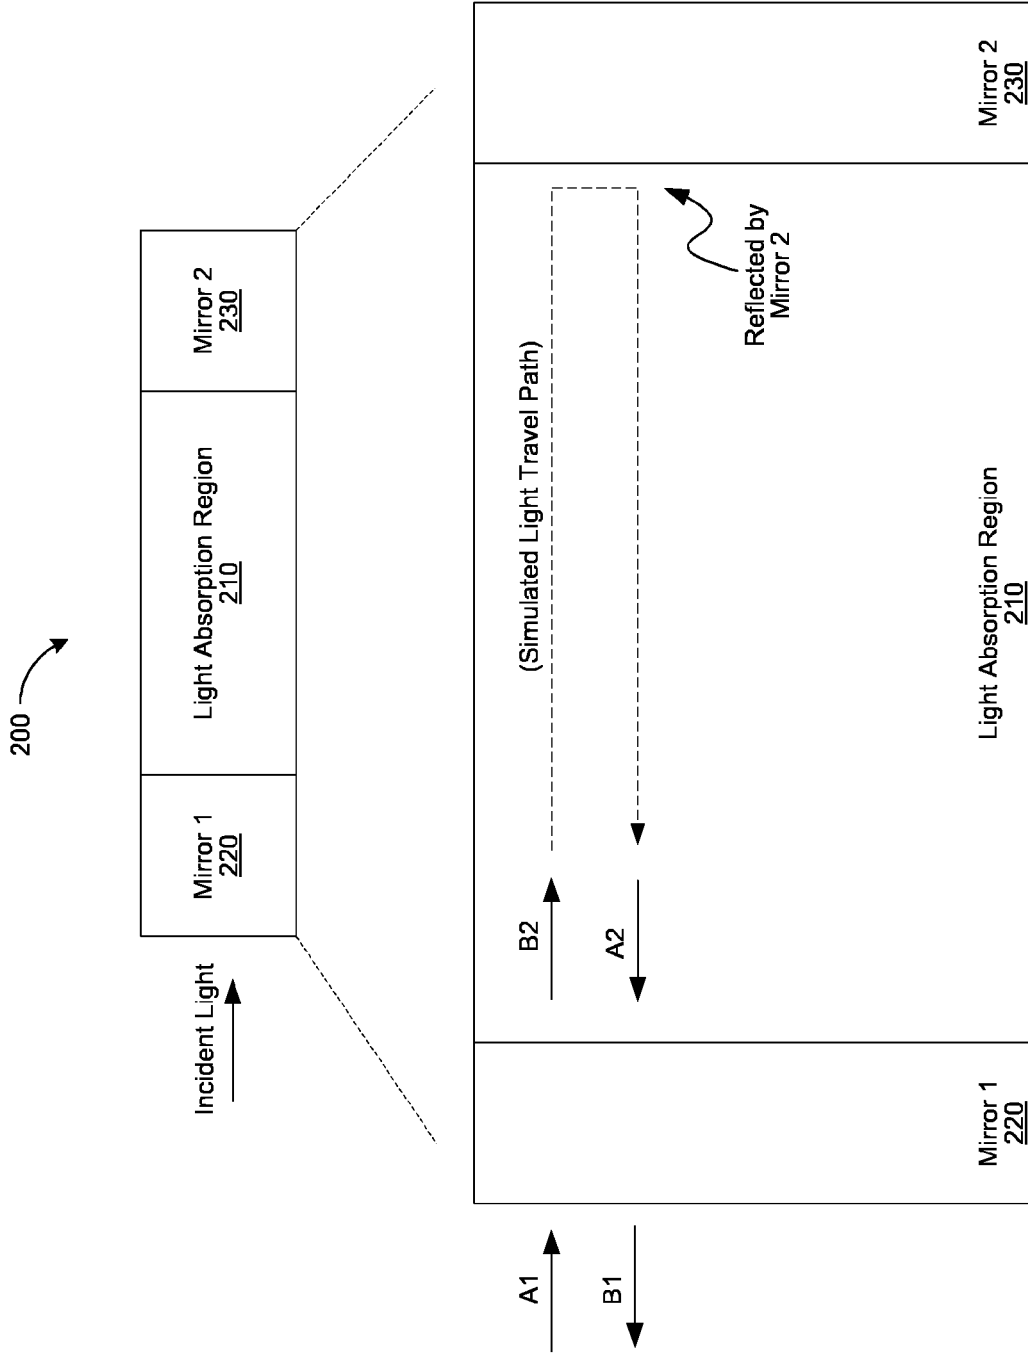 200
Incident Light
Mirror 1
220
Light Absorption Region
210
Mirror 2
230
A1
B1
B2
A2
(Simulated Light Travel Path)
Reflected by
Mirror 2
Mirror 1
220
Light Absorption Region
210
Mirror 2
230